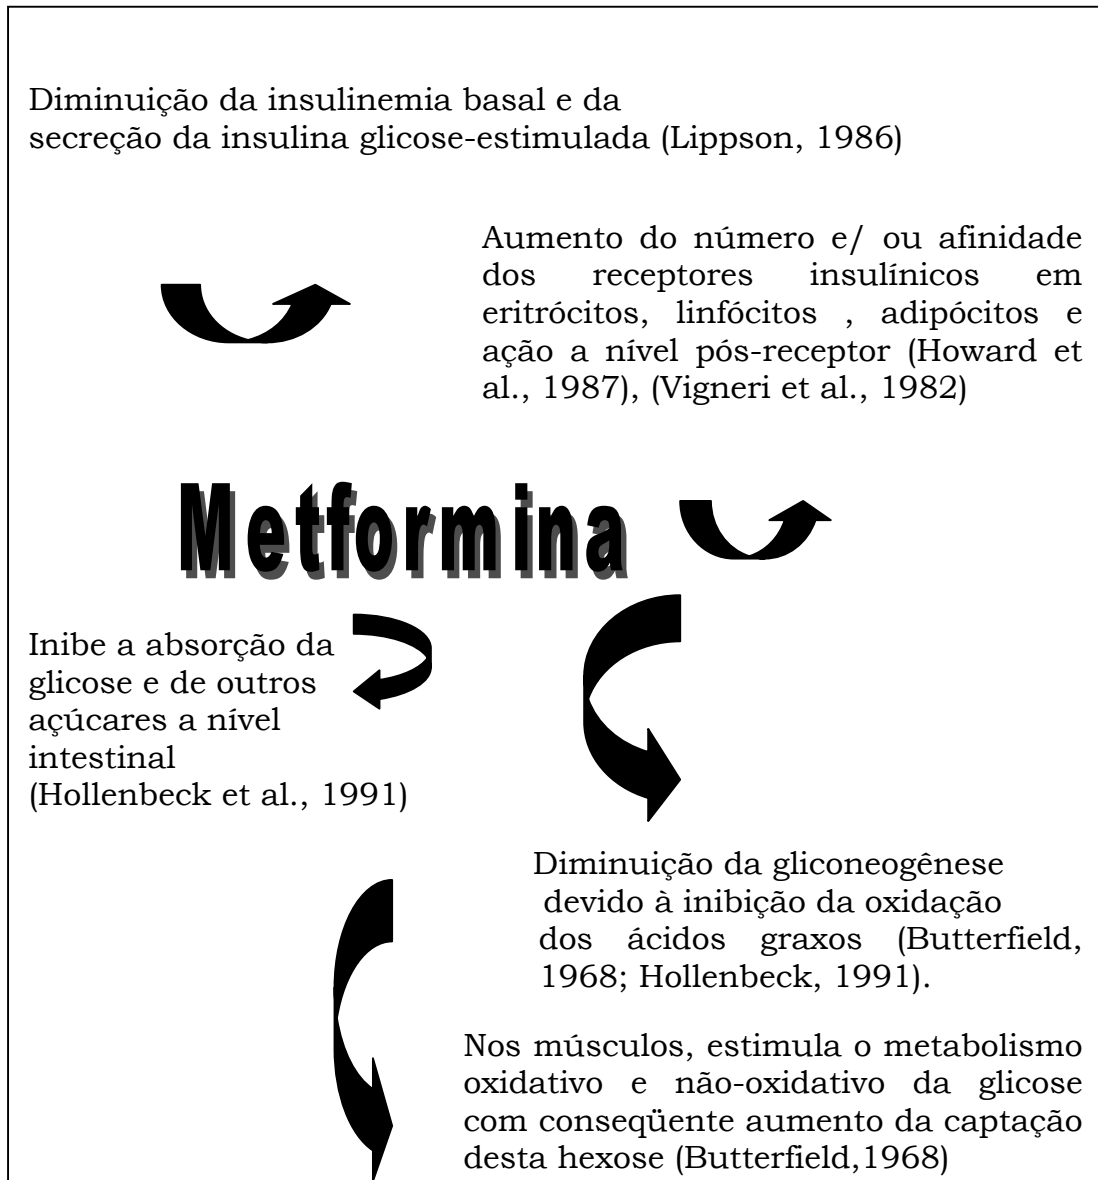 Diminuição da insulinemia basal e da
secreção da insulina glicose-estimulada (Lippson, 1986)
Aumento do número e/ ou afinidade
dos receptores insulínicos em
eritrócitos, linfócitos , adipócitos e
ação a nível pós-receptor (Howard et
al., 1987), (Vigneri et al., 1982)
Metformina
Inibe a absorção da
glicose e de outros
açúcares a nível
intestinal
(Hollenbeck et al., 1991)
Diminuição da gliconeogênese
devido à inibição da oxidação
dos ácidos graxos (Butterfield,
1968; Hollenbeck, 1991).
Nos músculos, estimula o metabolismo
oxidativo e não-oxidativo da glicose
com conseqüente aumento da captação
desta hexose (Butterfield,1968)